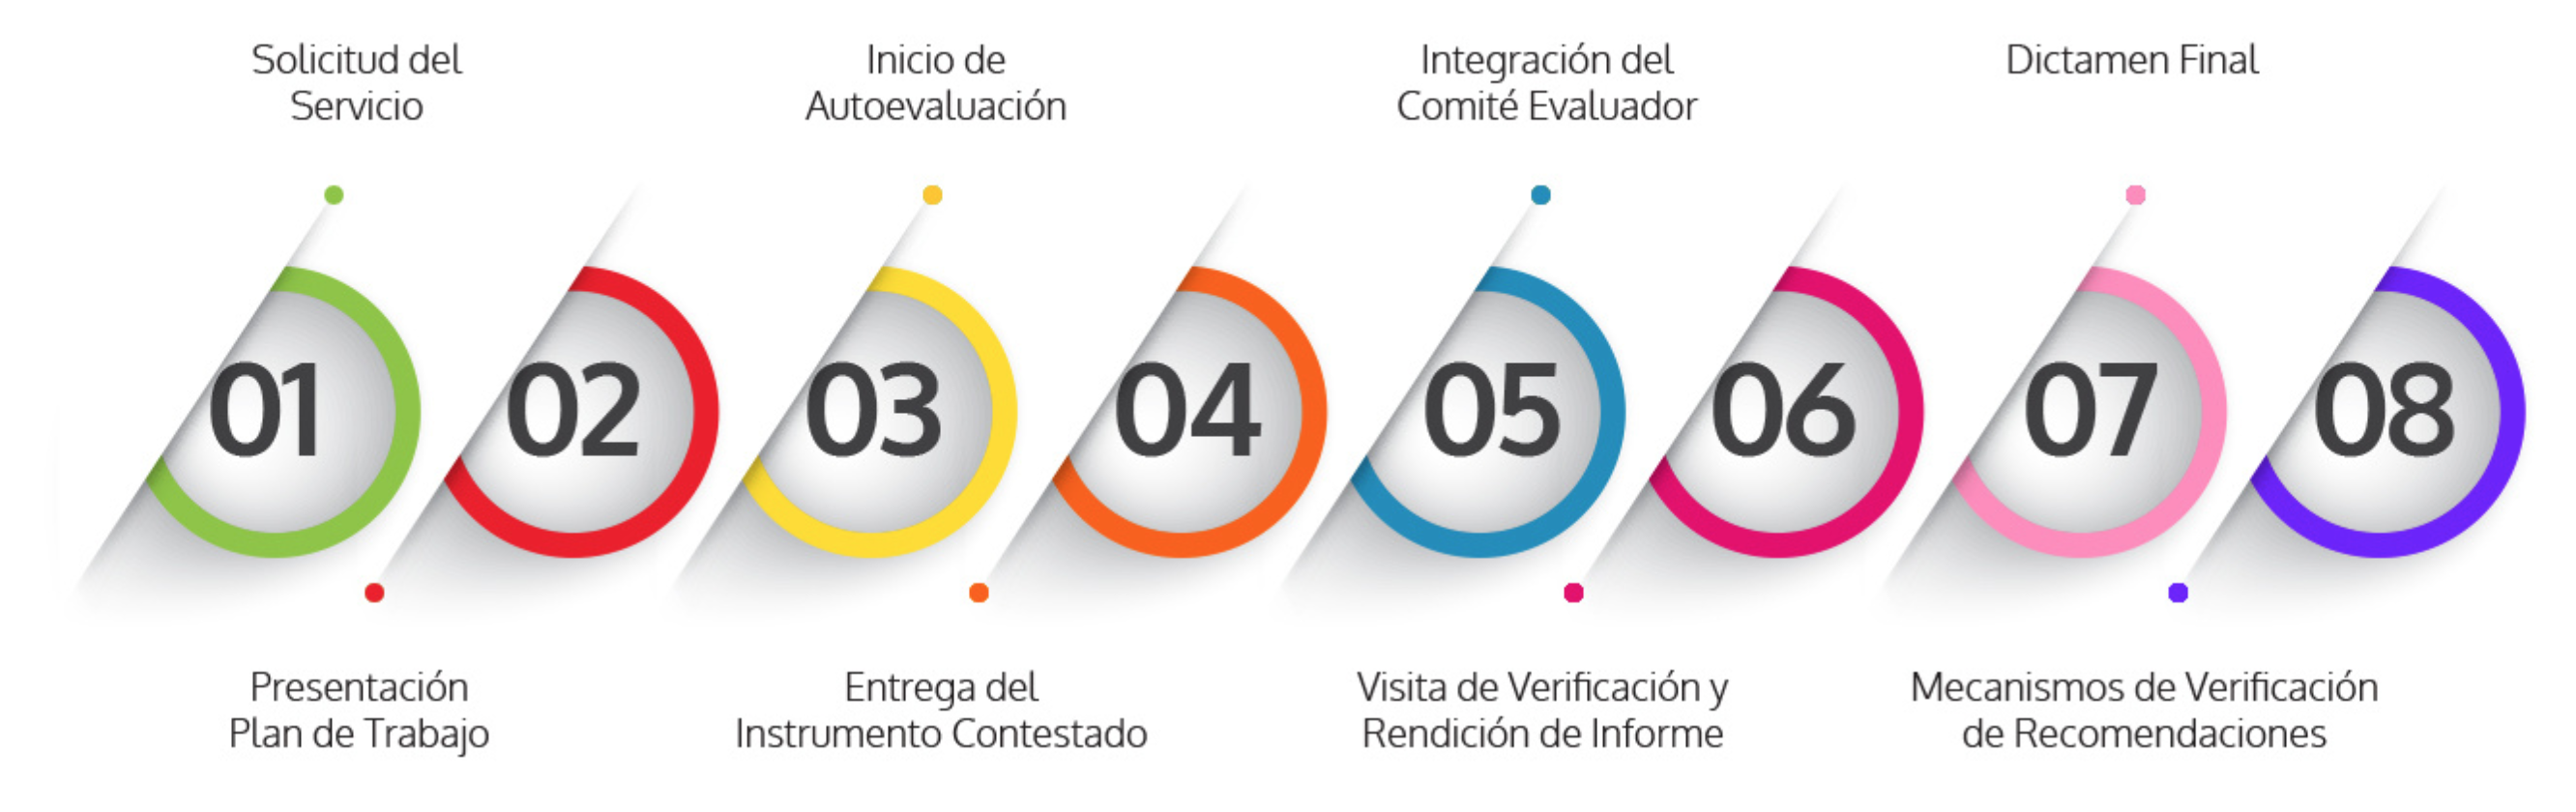 Solicitud del
Servicio
Inicio de
Autoevaluación
Integración del
Comité Evaluador
Dictamen Final
01
02
03
04
05
06
07
08
Presentación
Plan de Trabajo
Entrega del
Instrumento Contestado
Visita de Verificación y
Rendición de Informe
Mecanismos de Verificación
de Recomendaciones